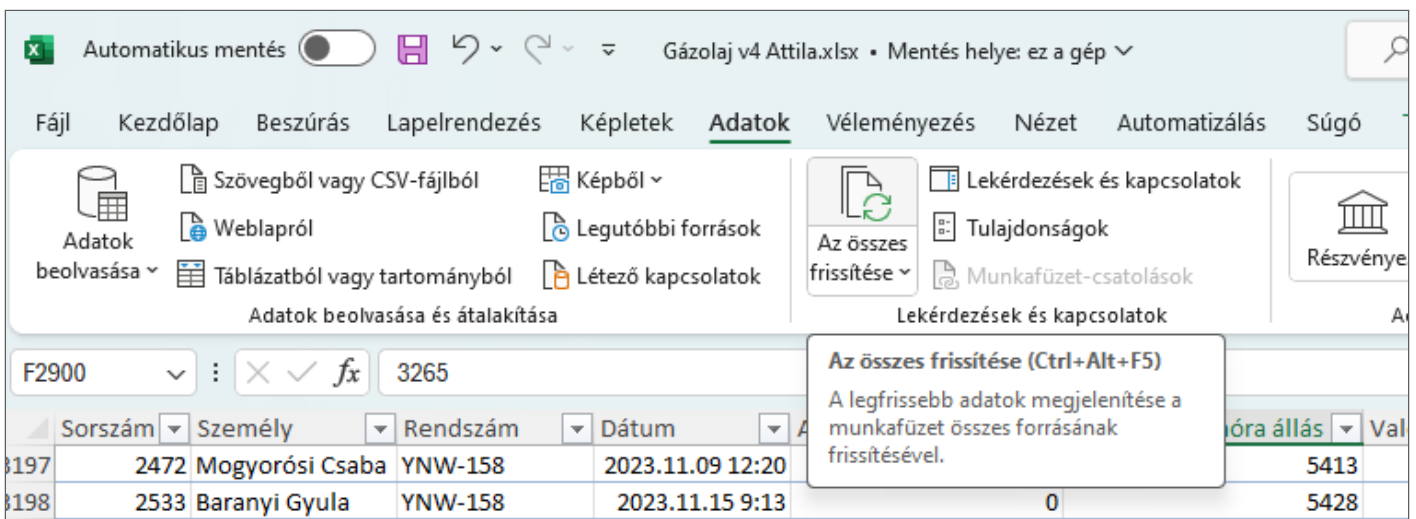 Automatikus mentés Gázolaj v4 Attila.xlsx • Mentés helye: ez a gép
Fájl Kezdőlap Beszúrás Lapelrendezés Képletek Adatok Véleményezés Nézet Automatizálás Súgó
Adatok
beolvasása
Szövegből vagy CSV-fájlból
Weblapról
Táblázatból vagy tartományból
Képből
Legutóbbi források
Létező kapcsolatok
Adatok beolvasása és átalakítása
Az összes
frissítése
Lekérdezések és kapcsolatok
Tulajdonságok
Munkafüzet-csatolások
Lekérdezések és kapcsolatok
Részvénye
F2900 fx 3265
Az összes frissítése (Ctrl+Alt+F5)
A legfrissebb adatok megjelenítése a
munkafüzet összes forrásának
frissítésével.
Sorszám Személy Rendszám Dátum A óra állás Val
3197 2472 Mogyorósi Csaba YNW-158 2023.11.09 12:20 5413
3198 2533 Baranyi Gyula YNW-158 2023.11.15 9:13 0 5428